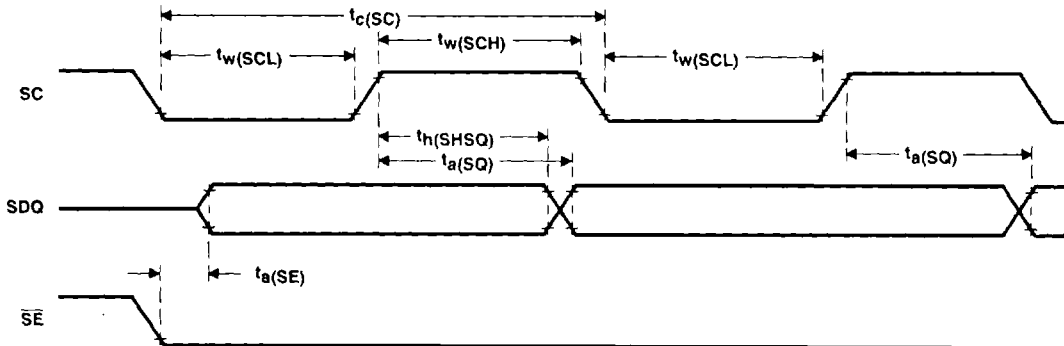 tc(SC)
tw(SCL)
tw(SCH)
tw(SCL)
SC
th(SHSQ)
ta(SQ)
ta(SQ)
SDQ
ta(SE)
SE